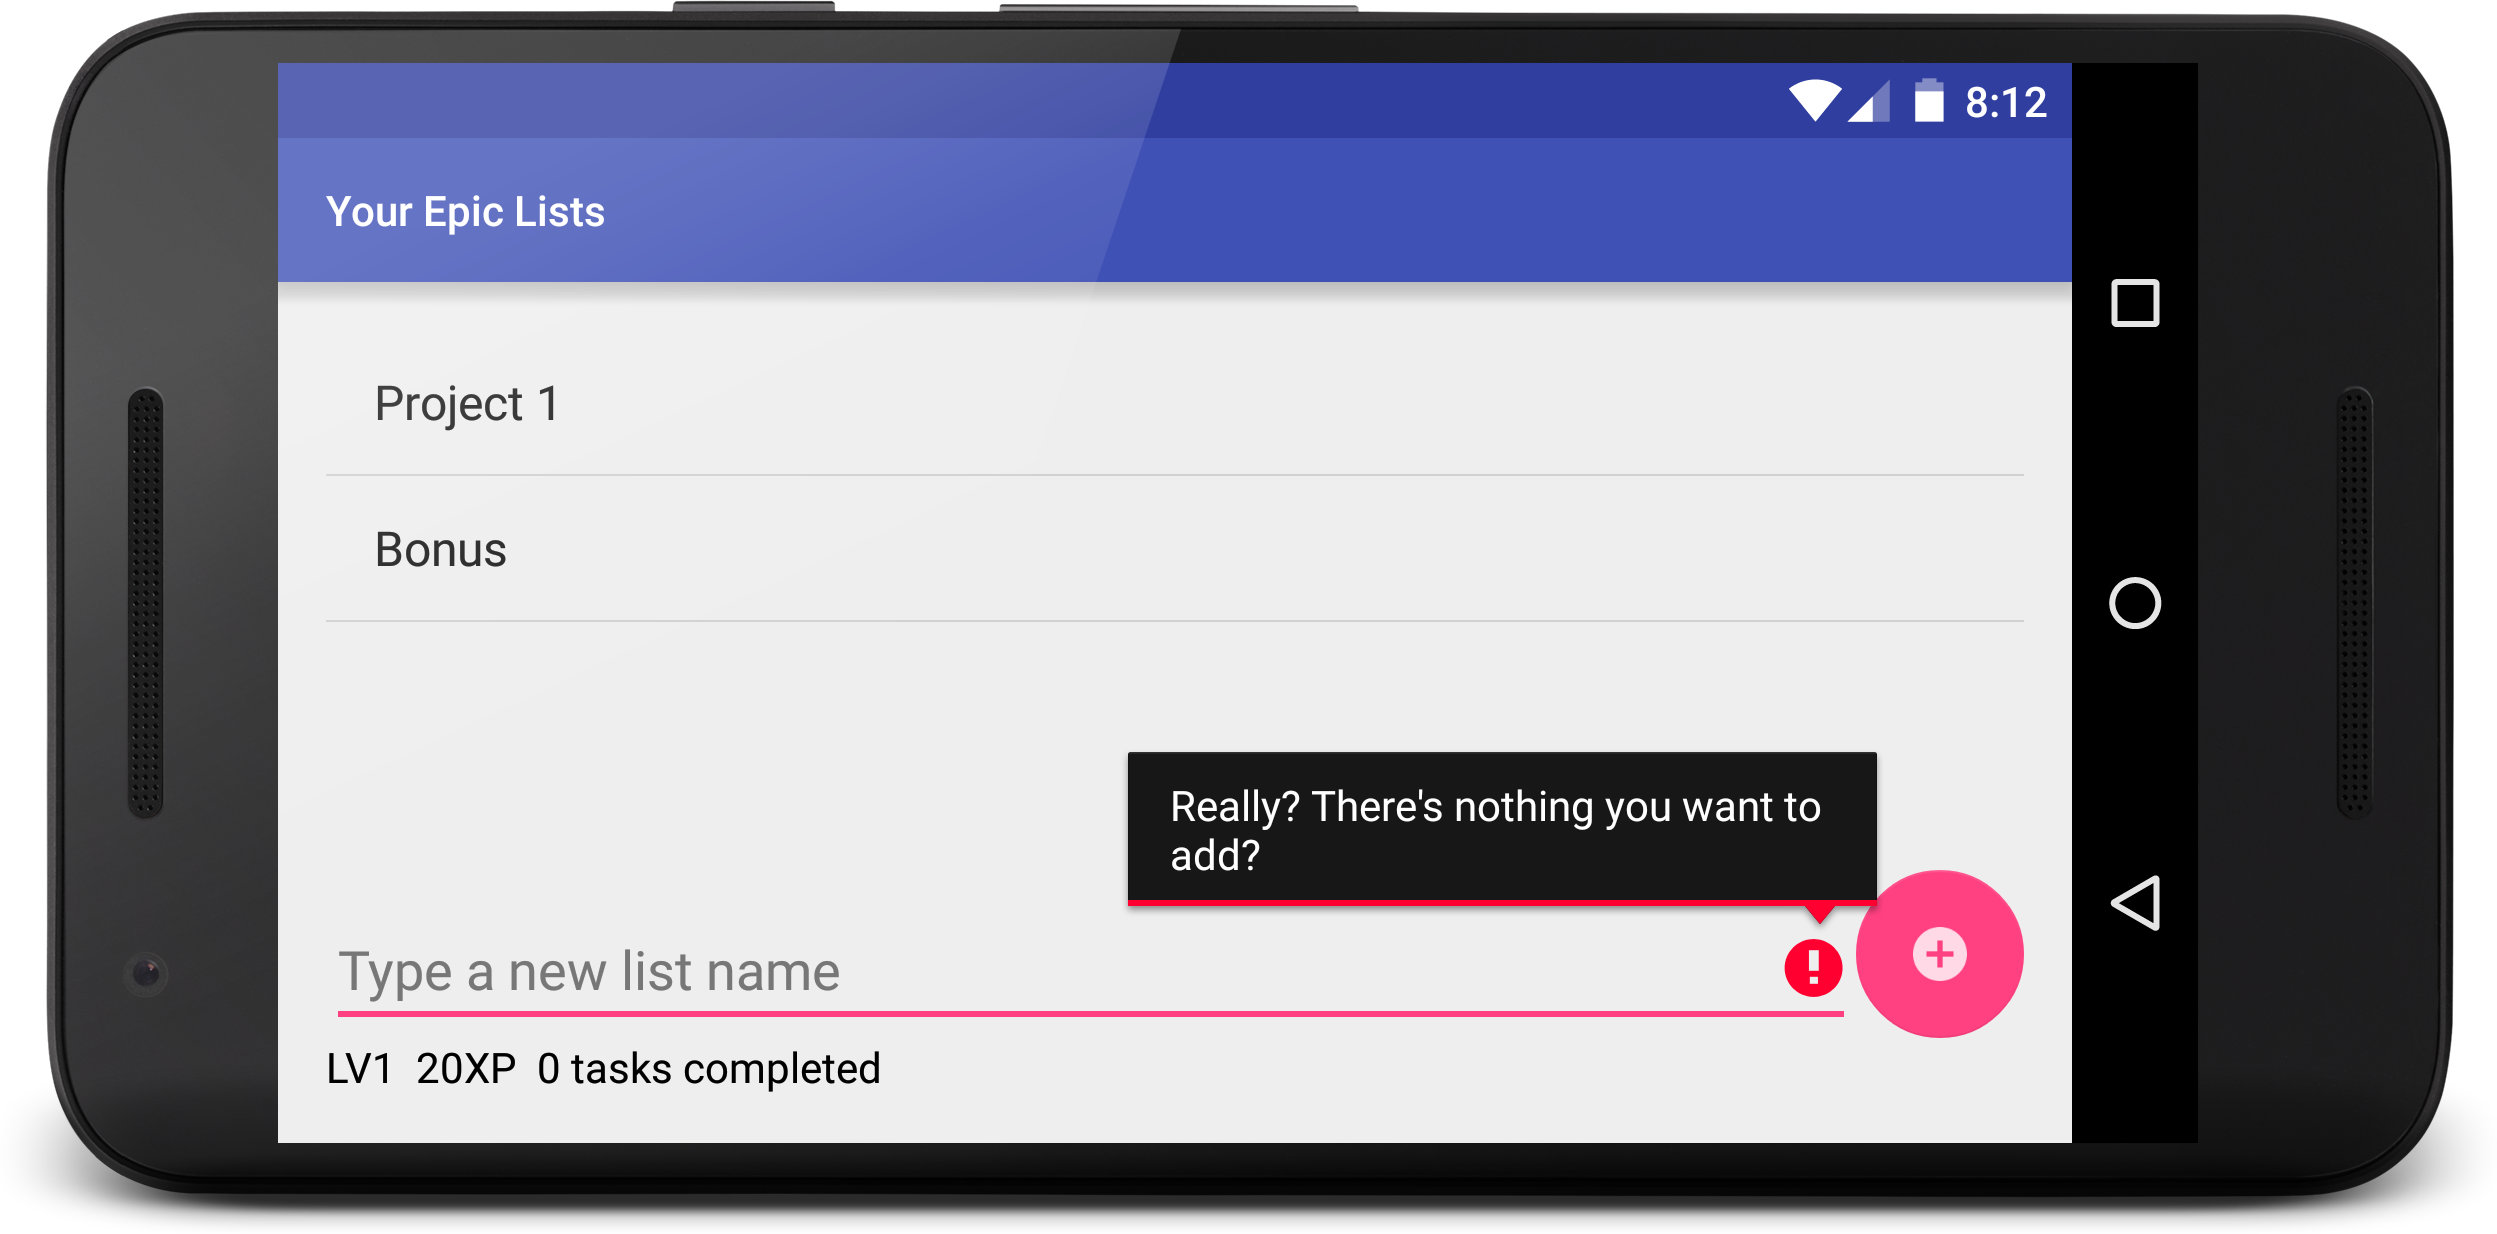 8:12
Your Epic Lists
Project 1
Bonus
Really? There's nothing you want to
add?
Type a new list name
LV1 20XP 0 tasks completed